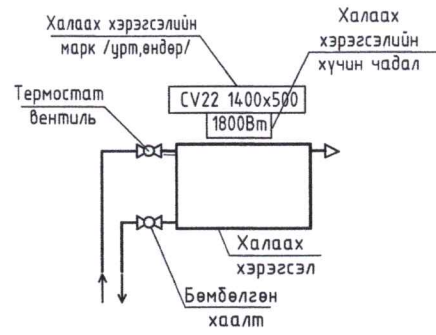 Халаах хэрэгсэлийн
марк /урт,өндөр/
Халаах
хэрэгсэлийн
хүчин чадал
CV22 1400x500
1800Вт
Термостат
вентиль
Халаах
хэрэгсэл
Бөмбөлгөн
хаалт